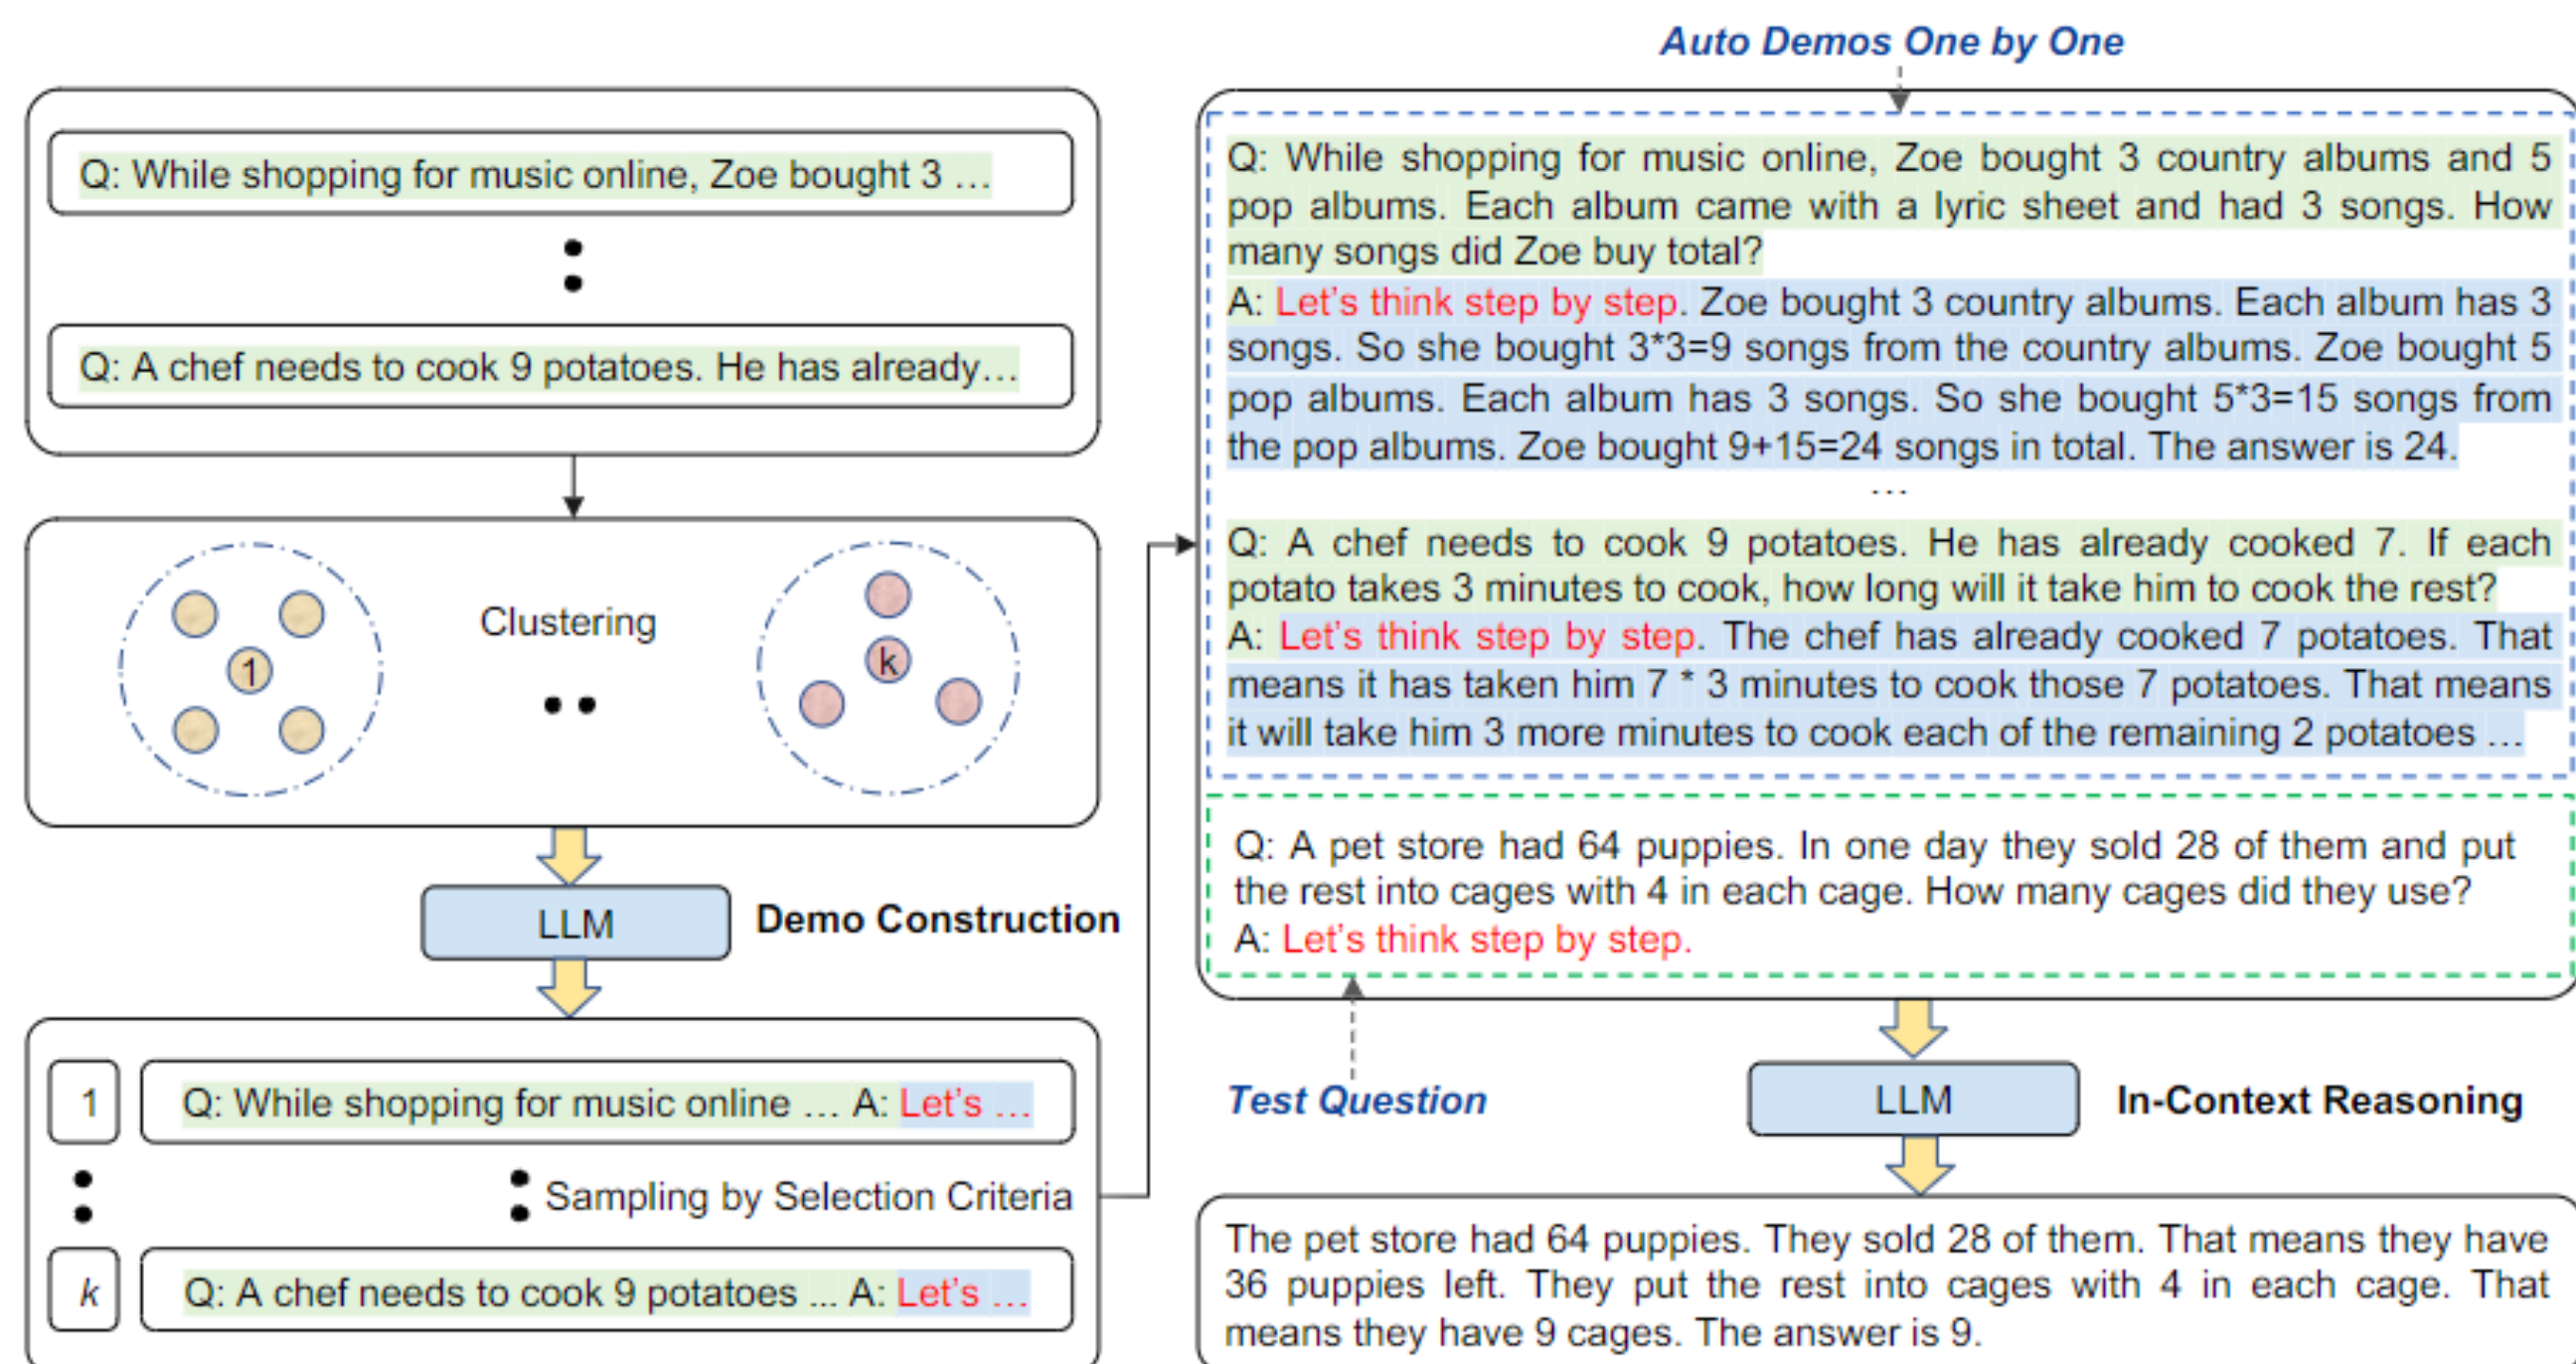 Q: While shopping for music online, Zoe bought 3 …
Q: A chef needs to cook 9 potatoes. He has already…
Clustering
1
k
LLM
Demo Construction
1
Q: While shopping for music online … A: Let's …
Sampling by Selection Criteria
k
Q: A chef needs to cook 9 potatoes ... A: Let's …
Auto Demos One by One
Q: While shopping for music online, Zoe bought 3 country albums and 5
pop albums. Each album came with a lyric sheet and had 3 songs. How
many songs did Zoe buy total?
A: Let's think step by step. Zoe bought 3 country albums. Each album has 3
songs. So she bought 3*3=9 songs from the country albums. Zoe bought 5
pop albums. Each album has 3 songs. So she bought 5*3=15 songs from
the pop albums. Zoe bought 9+15=24 songs in total. The answer is 24.
…
Q: A chef needs to cook 9 potatoes. He has already cooked 7. If each
potato takes 3 minutes to cook, how long will it take him to cook the rest?
A: Let's think step by step. The chef has already cooked 7 potatoes. That
means it has taken him 7 * 3 minutes to cook those 7 potatoes. That means
it will take him 3 more minutes to cook each of the remaining 2 potatoes …
Q: A pet store had 64 puppies. In one day they sold 28 of them and put
the rest into cages with 4 in each cage. How many cages did they use?
A: Let's think step by step.
Test Question
LLM
In-Context Reasoning
The pet store had 64 puppies. They sold 28 of them. That means they have
36 puppies left. They put the rest into cages with 4 in each cage. That
means they have 9 cages. The answer is 9.